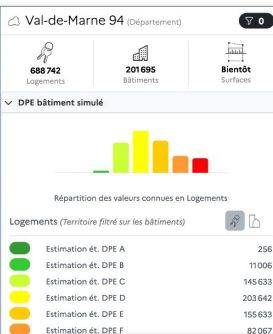 Val-de-Marne 94 (Département)
0
688 742
Logements
201 695
Bâtiments
Bientôt
Surfaces
DPE bâtiment simulé
Répartition des valeurs connues en Logements
Logements (Territoire filtré sur les bâtiments)
Estimation ét. DPE A 256
Estimation ét. DPE B 11 006
Estimation ét. DPE C 145 633
Estimation ét. DPE D 203 642
Estimation ét. DPE E 155 633
Estimation ét. DPE F 82 067